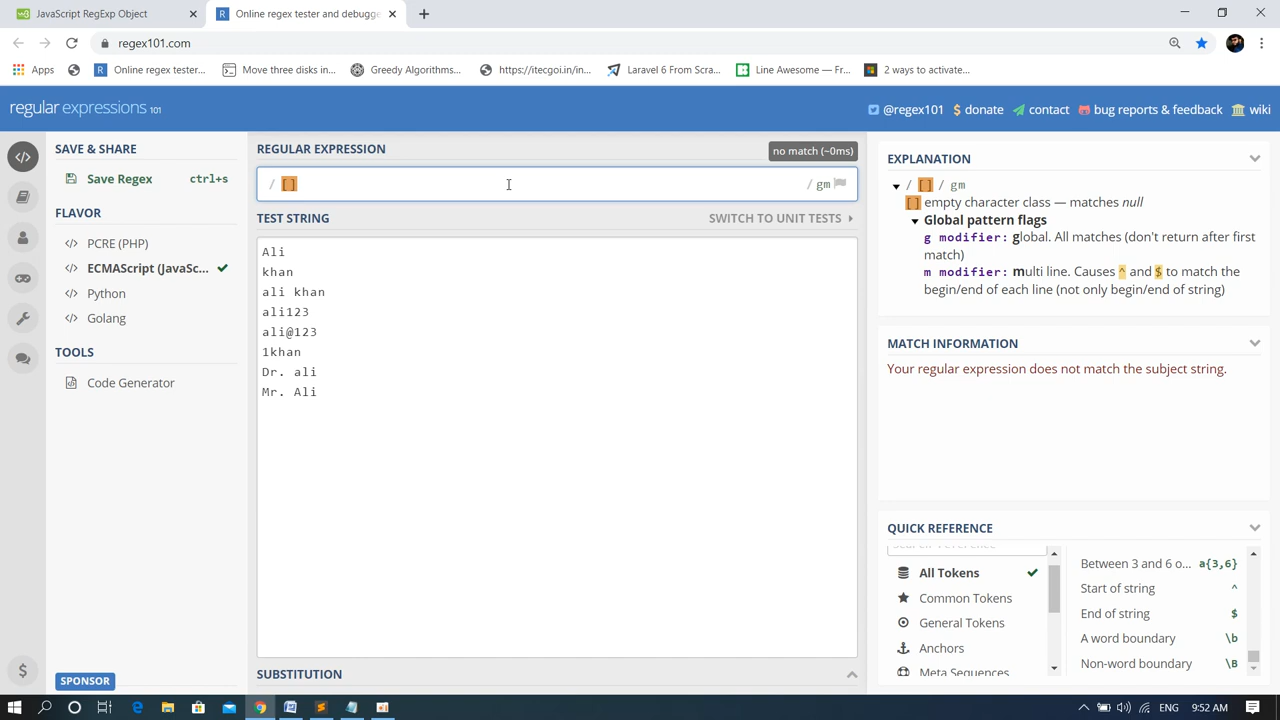 JavaScript RegExp Object
Online regex tester and debugge
regex101.com
Apps
Online regex tester...
Move three disks in...
Greedy Algorithms...
https://itecgoi.in/in...
Laravel 6 From Scra...
Line Awesome — Fr...
2 ways to activate...
regular expressions 101
@regex101
$ donate
contact
bug reports & feedback
wiki
SAVE & SHARE
Save Regex ctrl+s
FLAVOR
</> PCRE (PHP)
</> ECMAScript (JavaSc...
</> Python
</> Golang
TOOLS
Code Generator
SPONSOR
REGULAR EXPRESSION
no match (~0ms)
/ [] / gm
TEST STRING
SWITCH TO UNIT TESTS
Ali
khan
ali khan
ali123
ali@123
1khan
Dr. ali
Mr. Ali
SUBSTITUTION
EXPLANATION
/ [] / gm
[] empty character class — matches null
Global pattern flags
g modifier: global. All matches (don't return after first
match)
m modifier: multi line. Causes ^ and $ to match the
begin/end of each line (not only begin/end of string)
MATCH INFORMATION
Your regular expression does not match the subject string.
QUICK REFERENCE
All Tokens
Common Tokens
General Tokens
Anchors
Meta Sequences
Between 3 and 6 o... a{3,6}
Start of string ^
End of string $
A word boundary \b
Non-word boundary \B
ENG
9:52 AM